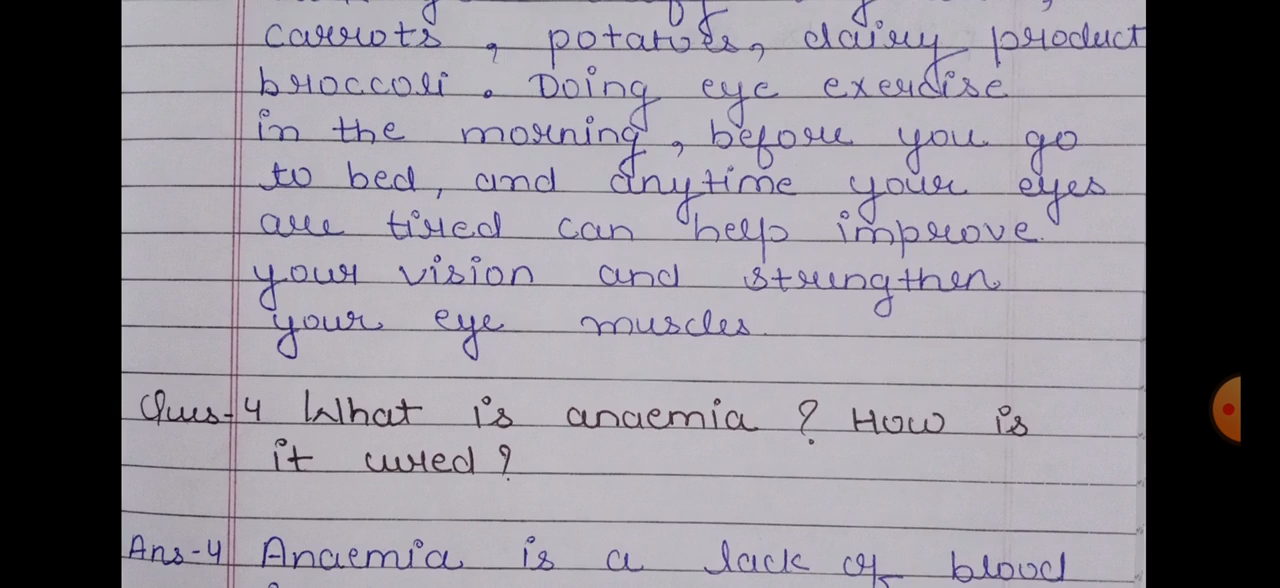 carrots, potatoes, dairy product
broccoli. Doing eye exerdise
in the morning, before you go
to bed, and anytime your eyes
are tired can help improve
your vision and strengthen
your eye muscles
Ques-4 What is anaemia? How is
it cured?
Ans-4 Anaemia is a lack of blood